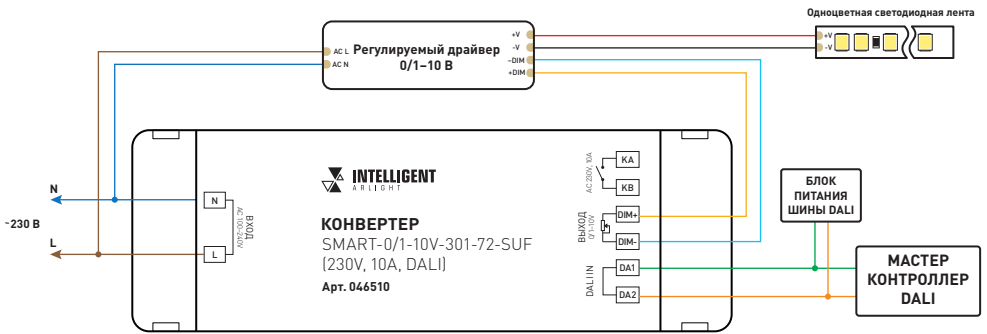 Одноцветная светодиодная лента
+V
-V
AC L
AC N
Регулируемый драйвер
0/1–10 В
+V
-V
-DIM
+DIM
N
~230 В
L
N
L
ВХОД
AC 100-240V
INTELLIGENT
ARLIGHT
КОНВЕРТЕР
SMART-0/1-10V-301-72-SUF
(230V, 10A, DALI)
Арт. 046510
AC 230V, 10A
KA
KB
ВЫХОД
0/1-10V
DIM+
DIM-
DALI IN
DA1
DA2
БЛОК
ПИТАНИЯ
ШИНЫ DALI
МАСТЕР
КОНТРОЛЛЕР
DALI